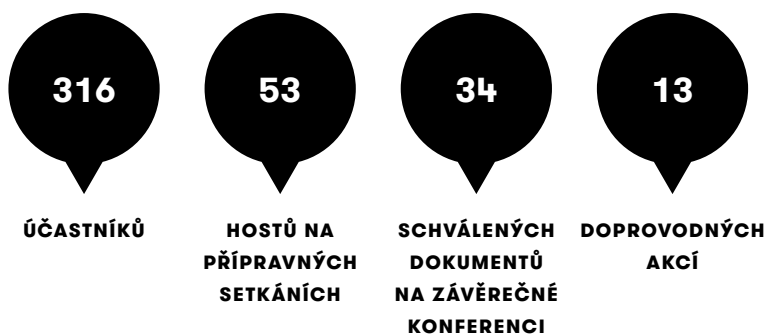 316
ÚČASTNÍKŮ
53
HOSTŮ NA
PŘÍPRAVNÝCH
SETKÁNÍCH
34
SCHVÁLENÝCH
DOKUMENTŮ
NA ZÁVĚREČNÉ
KONFERENCI
13
DOPROVODNÝCH
AKCÍ